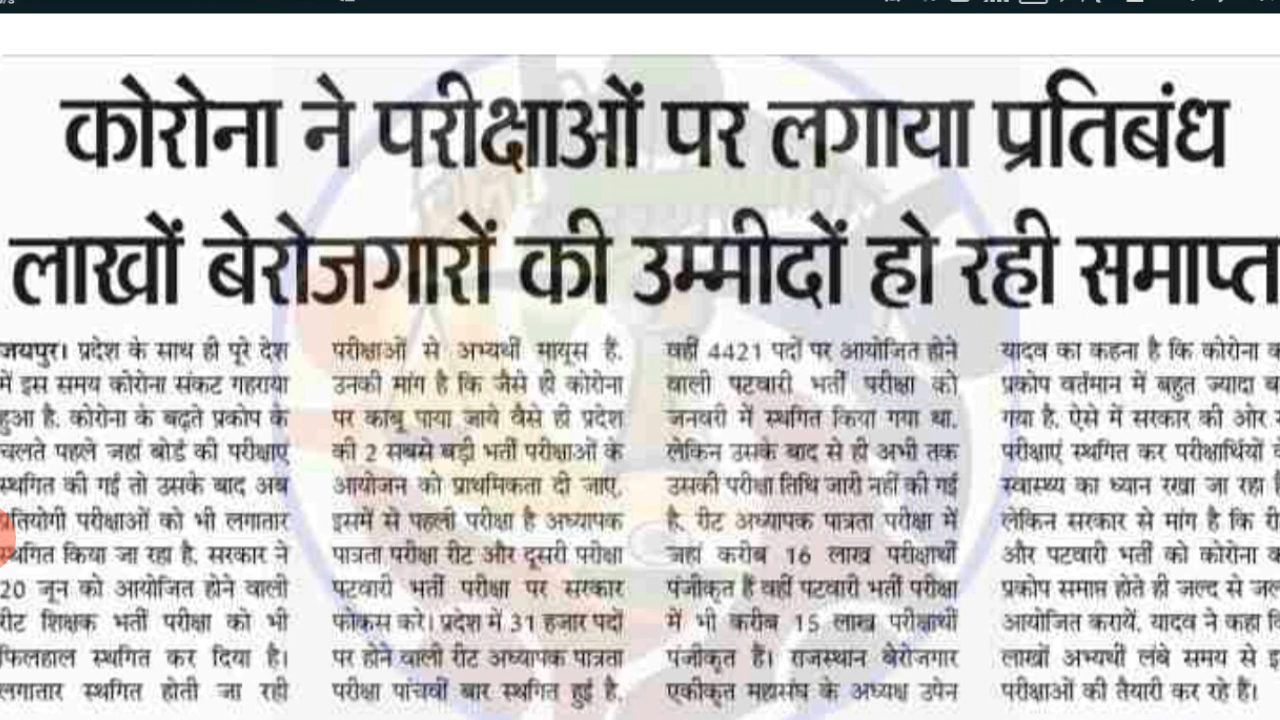 कोरोना ने परीक्षाओं पर लगाया प्रतिबंध
लाखों बेरोजगारों की उम्मीदों हो रही समाप्त
जयपुर। प्रदेश के साथ ही पूरे देश
में इस समय कोरोना संकट गहराया
हुआ है. कोरोना के बढ़ते प्रकोप के
चलते पहले जहां बोर्ड की परीक्षाएं
स्थगित की गई तो उसके बाद अब
प्रतियोगी परीक्षाओं को भी लगातार
स्थगित किया जा रहा है. सरकार ने
20 जून को आयोजित होने वाली
रीट शिक्षक भर्ती परीक्षा को भी
फिलहाल स्थगित कर दिया है।
लगातार स्थगित होती जा रही
परीक्षाओं से अभ्यर्थी मायूस है.
उनकी मांग है कि जैसे ही कोरोना
पर काबू पाया जाये वैसे ही प्रदेश
की 2 सबसे बड़ी भर्ती परीक्षाओं के
आयोजन को प्राथमिकता दी जाए.
इसमें से पहली परीक्षा है अध्यापक
पात्रता परीक्षा रीट और दूसरी परीक्षा
पटवारी भर्ती परीक्षा पर सरकार
फोकस करे। प्रदेश में 31 हजार पदों
पर होने वाली रीट अध्यापक पात्रता
परीक्षा पांचवीं बार स्थगित हुई है.
वहीं 4421 पदों पर आयोजित होने
वाली पटवारी भर्ती परीक्षा को
जनवरी में स्थगित किया गया था.
लेकिन उसके बाद से ही अभी तक
उसकी परीक्षा तिथि जारी नहीं की गई
है. रीट अध्यापक पात्रता परीक्षा में
जहां करीब 16 लाख परीक्षार्थी
पंजीकृत हैं वहीं पटवारी भर्ती परीक्षा
में भी करीब 15 लाख परीक्षार्थी
पंजीकृत हैं। राजस्थान बेरोजगार
एकीकृत महासंघ के अध्यक्ष उपेन
यादव का कहना है कि कोरोना
प्रकोप वर्तमान में बहुत ज्यादा
गया है. ऐसे में सरकार की ओर
परीक्षाएं स्थगित कर परीक्षार्थियों
स्वास्थ्य का ध्यान रखा जा रहा
लेकिन सरकार से मांग है कि
और पटवारी भर्ती को कोरोना
प्रकोप समाप्त होते ही जल्द से
आयोजित करायें. यादव ने कहा
लाखों अभ्यर्थी लंबे समय से
परीक्षाओं की तैयारी कर रहे हैं।